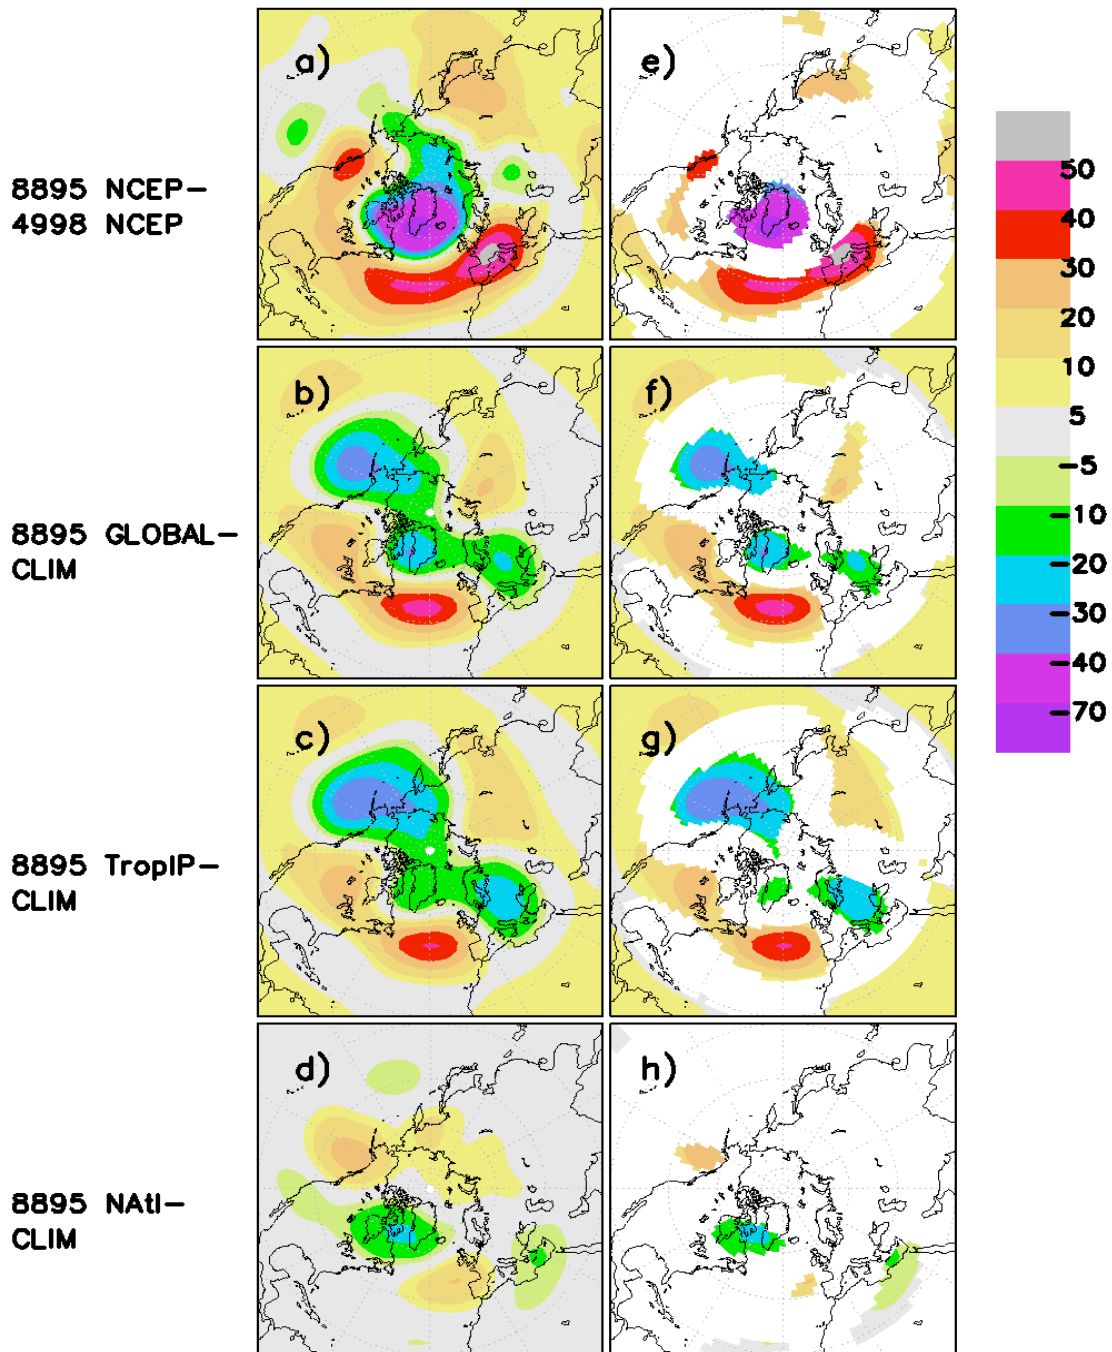 a)
e)
8895 NCEP-
4998 NCEP
50
40
30
20
10
5
-5
-10
-20
-30
-40
-70
b)
f)
8895 GLOBAL-
CLIM
c)
g)
8895 TropIP-
CLIM
d)
h)
8895 NAtl-
CLIM